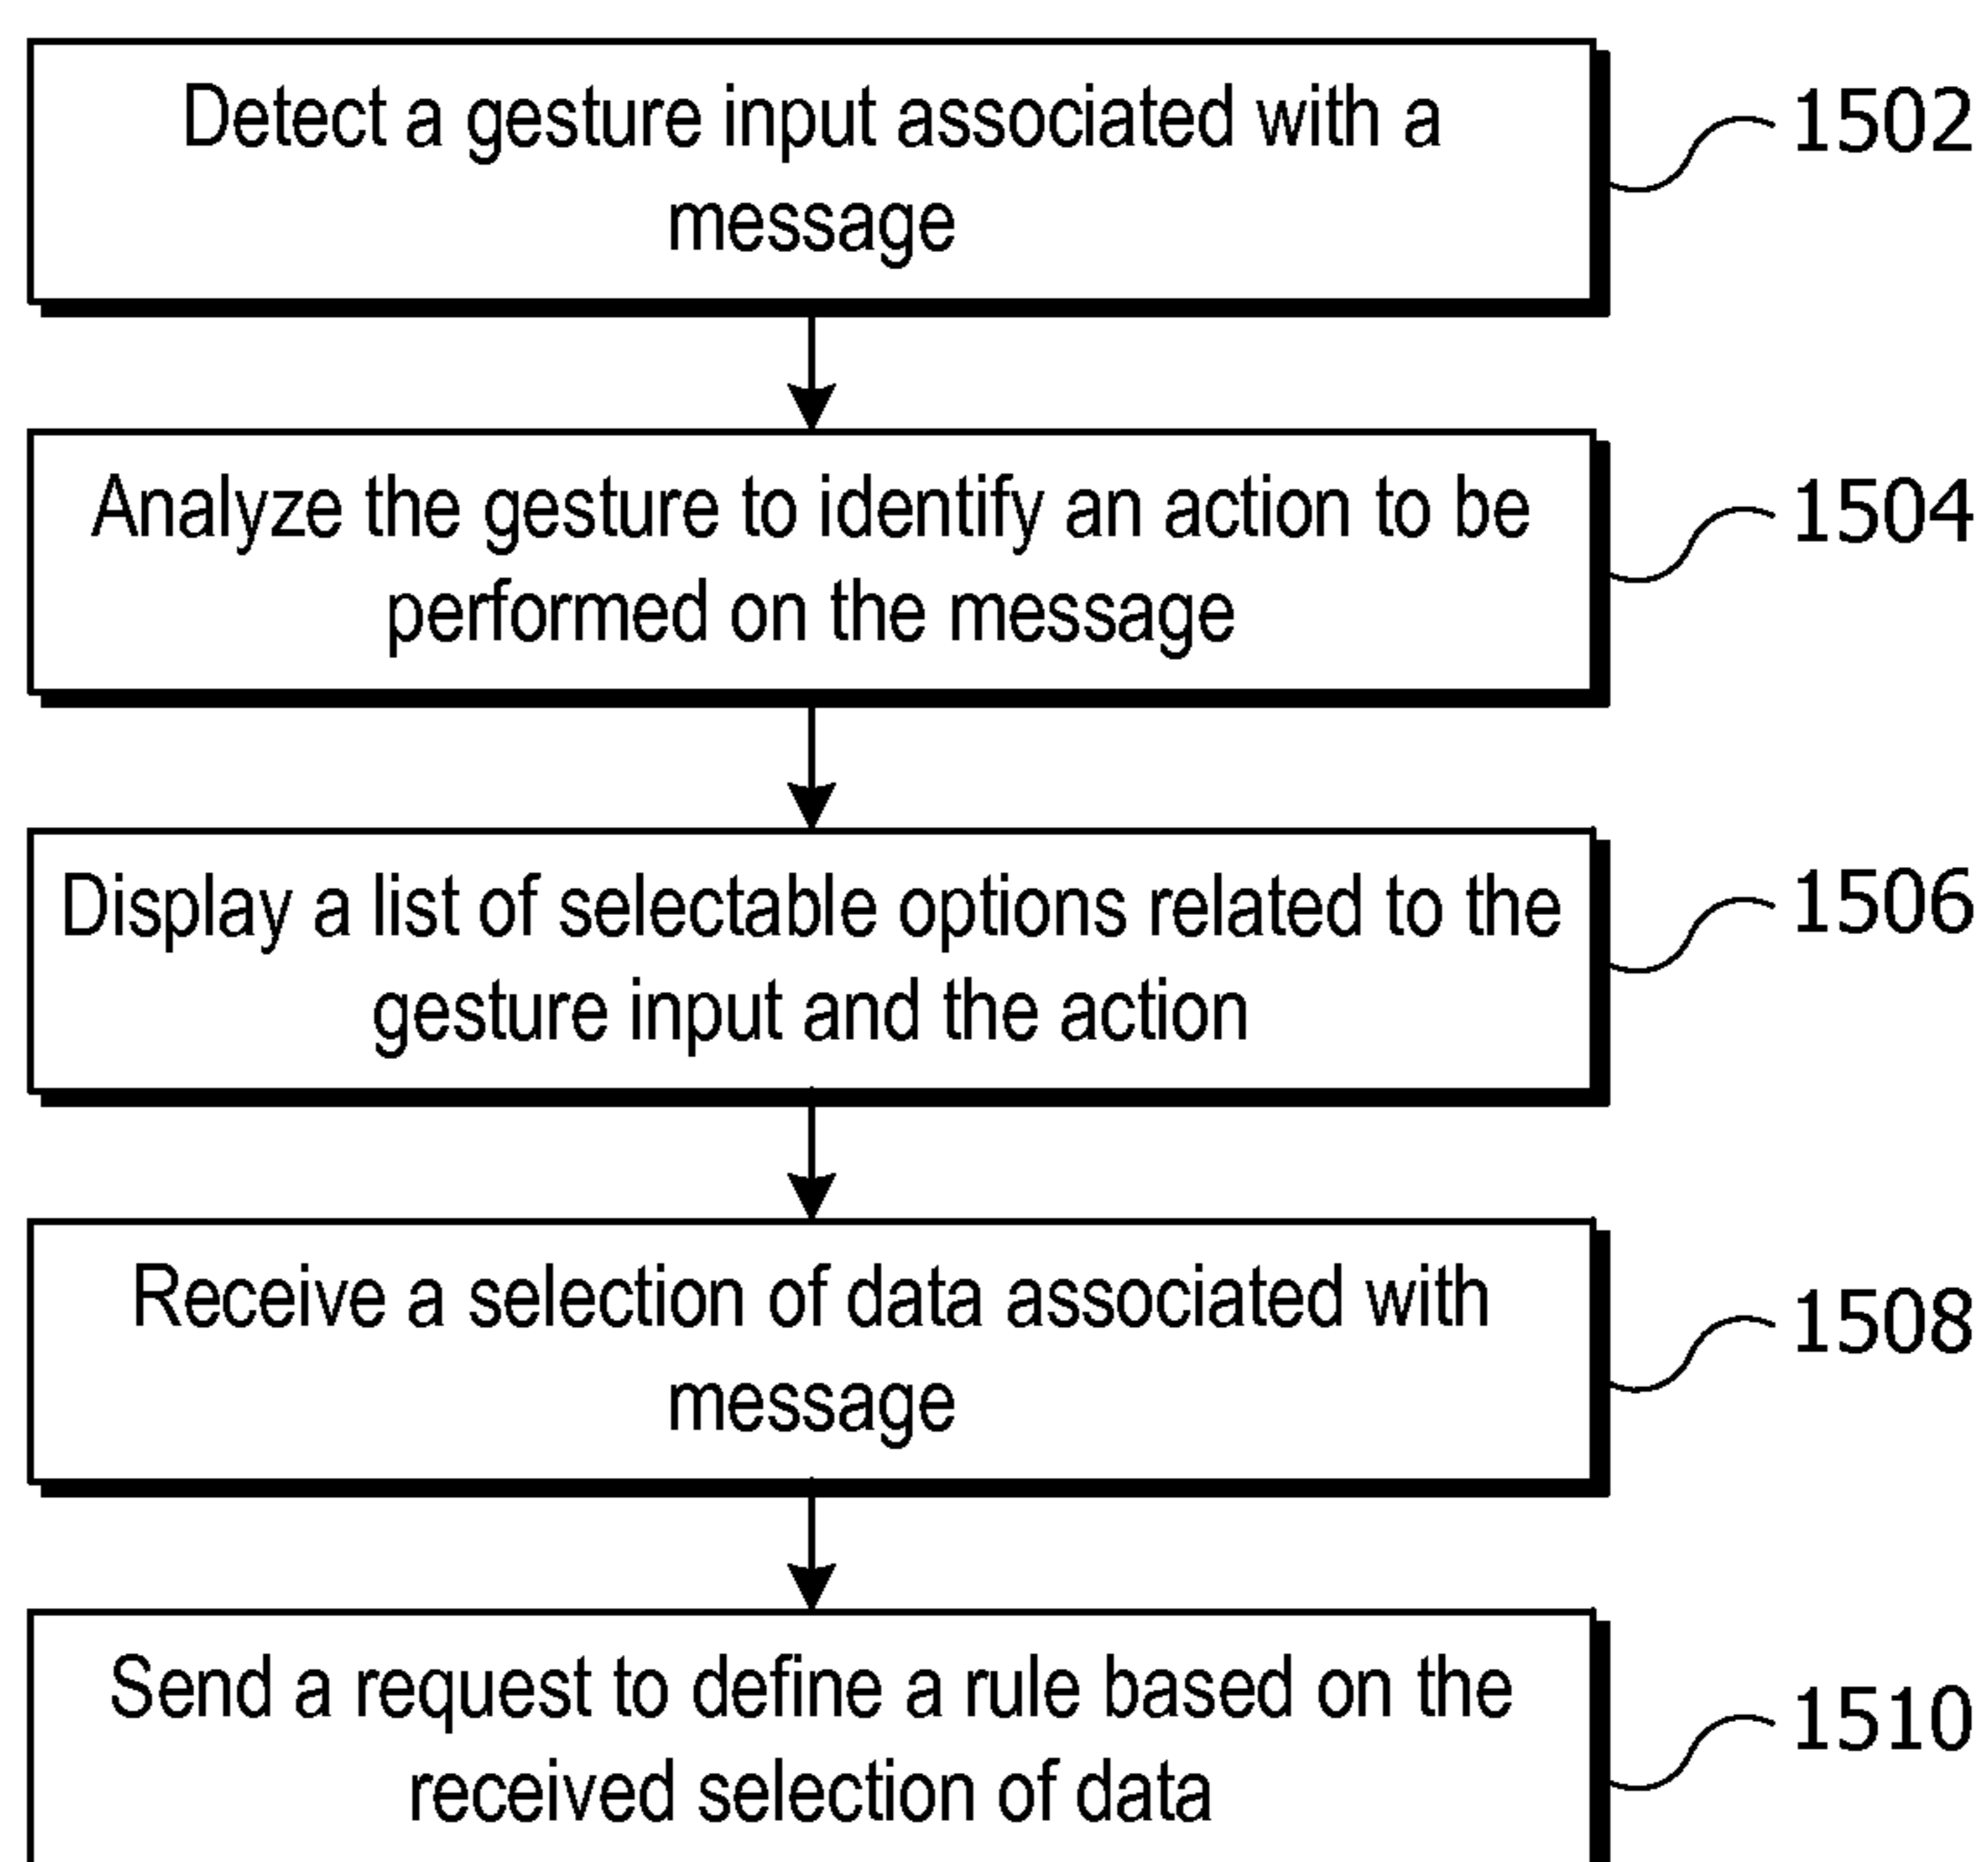 Detect a gesture input associated with a
message
1502
Analyze the gesture to identify an action to be
performed on the message
1504
Display a list of selectable options related to the
gesture input and the action
1506
Receive a selection of data associated with
message
1508
Send a request to define a rule based on the
received selection of data
1510